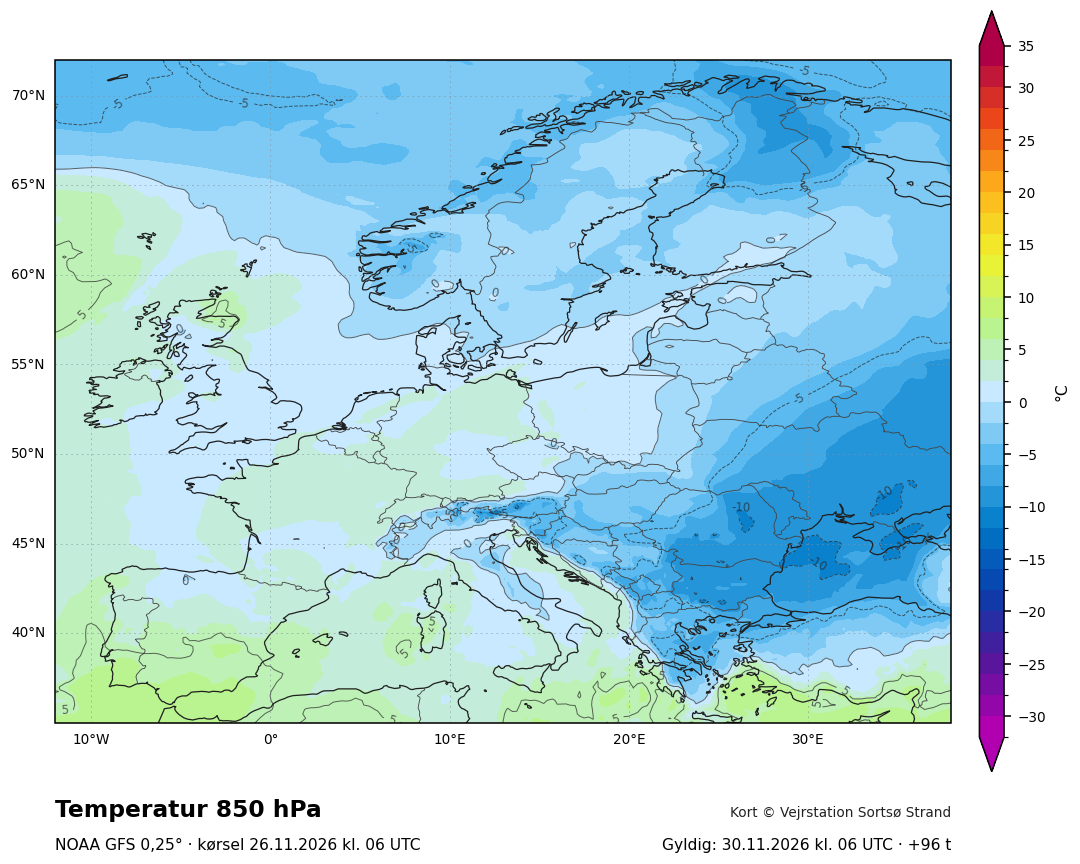 70°N
65°N
60°N
55°N
50°N
45°N
40°N
10°W
0°
10°E
20°E
30°E
35
30
25
20
15
10
5
0
−5
−10
−15
−20
−25
−30
°C
Temperatur 850 hPa
Kort © Vejrstation Sortsø Strand
NOAA GFS 0,25° · kørsel 26.11.2026 kl. 06 UTC
Gyldig: 30.11.2026 kl. 06 UTC · +96 t